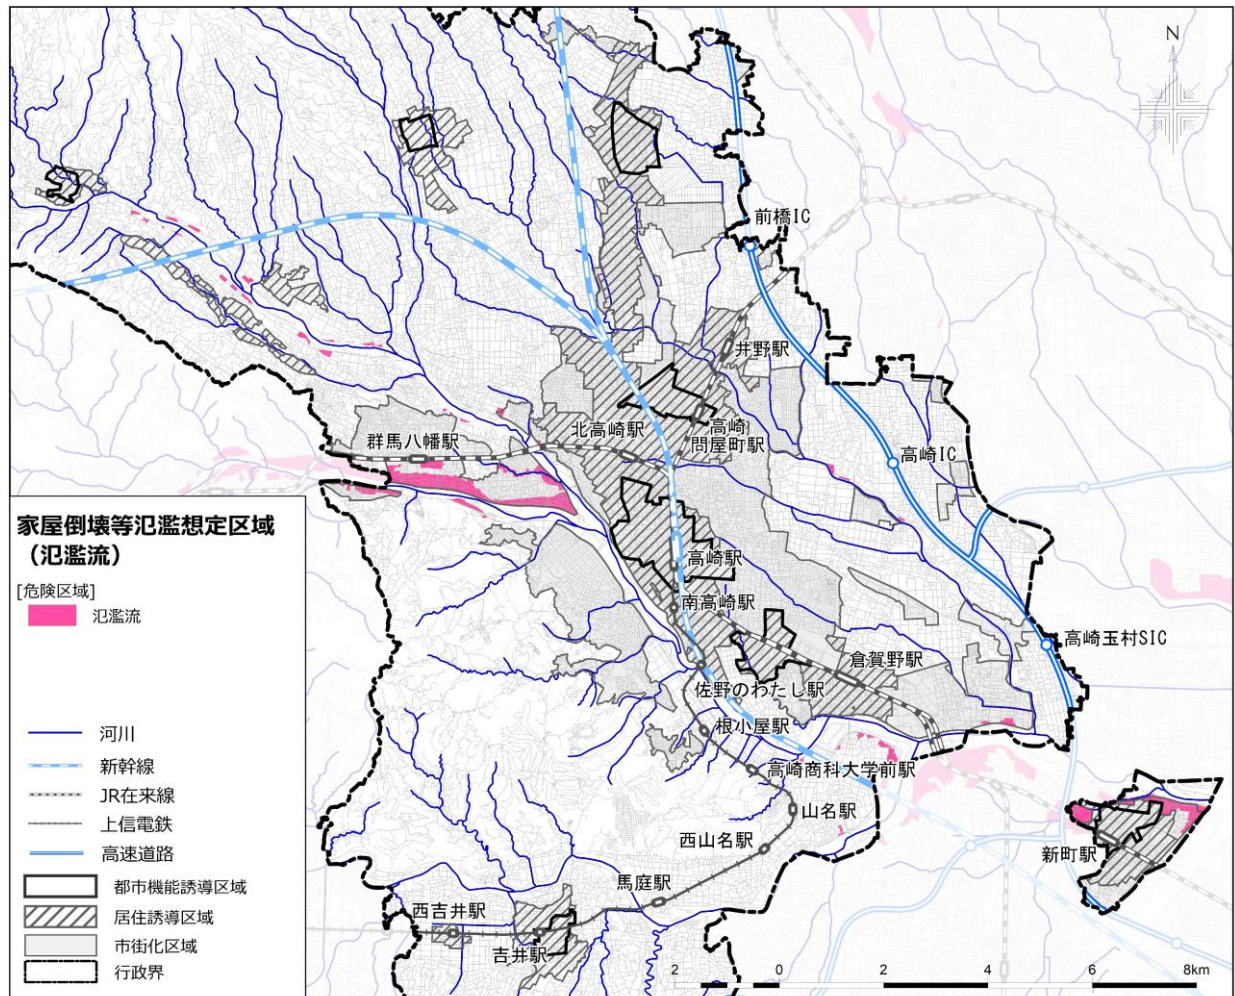 N
前橋IC
井野駅
北高崎駅
高崎
問屋町駅
群馬八幡駅
高崎IC
家屋倒壊等氾濫想定区域
（氾濫流）
[危険区域]
氾濫流
高崎駅
南高崎駅
高崎玉村SIC
倉賀野駅
佐野のわたし駅
根小屋駅
高崎商科大学前駅
山名駅
西山名駅
新町駅
馬庭駅
西吉井駅
吉井駅
河川
新幹線
JR在来線
上信電鉄
高速道路
都市機能誘導区域
居住誘導区域
市街化区域
行政界
2 0 2 4 6 8km